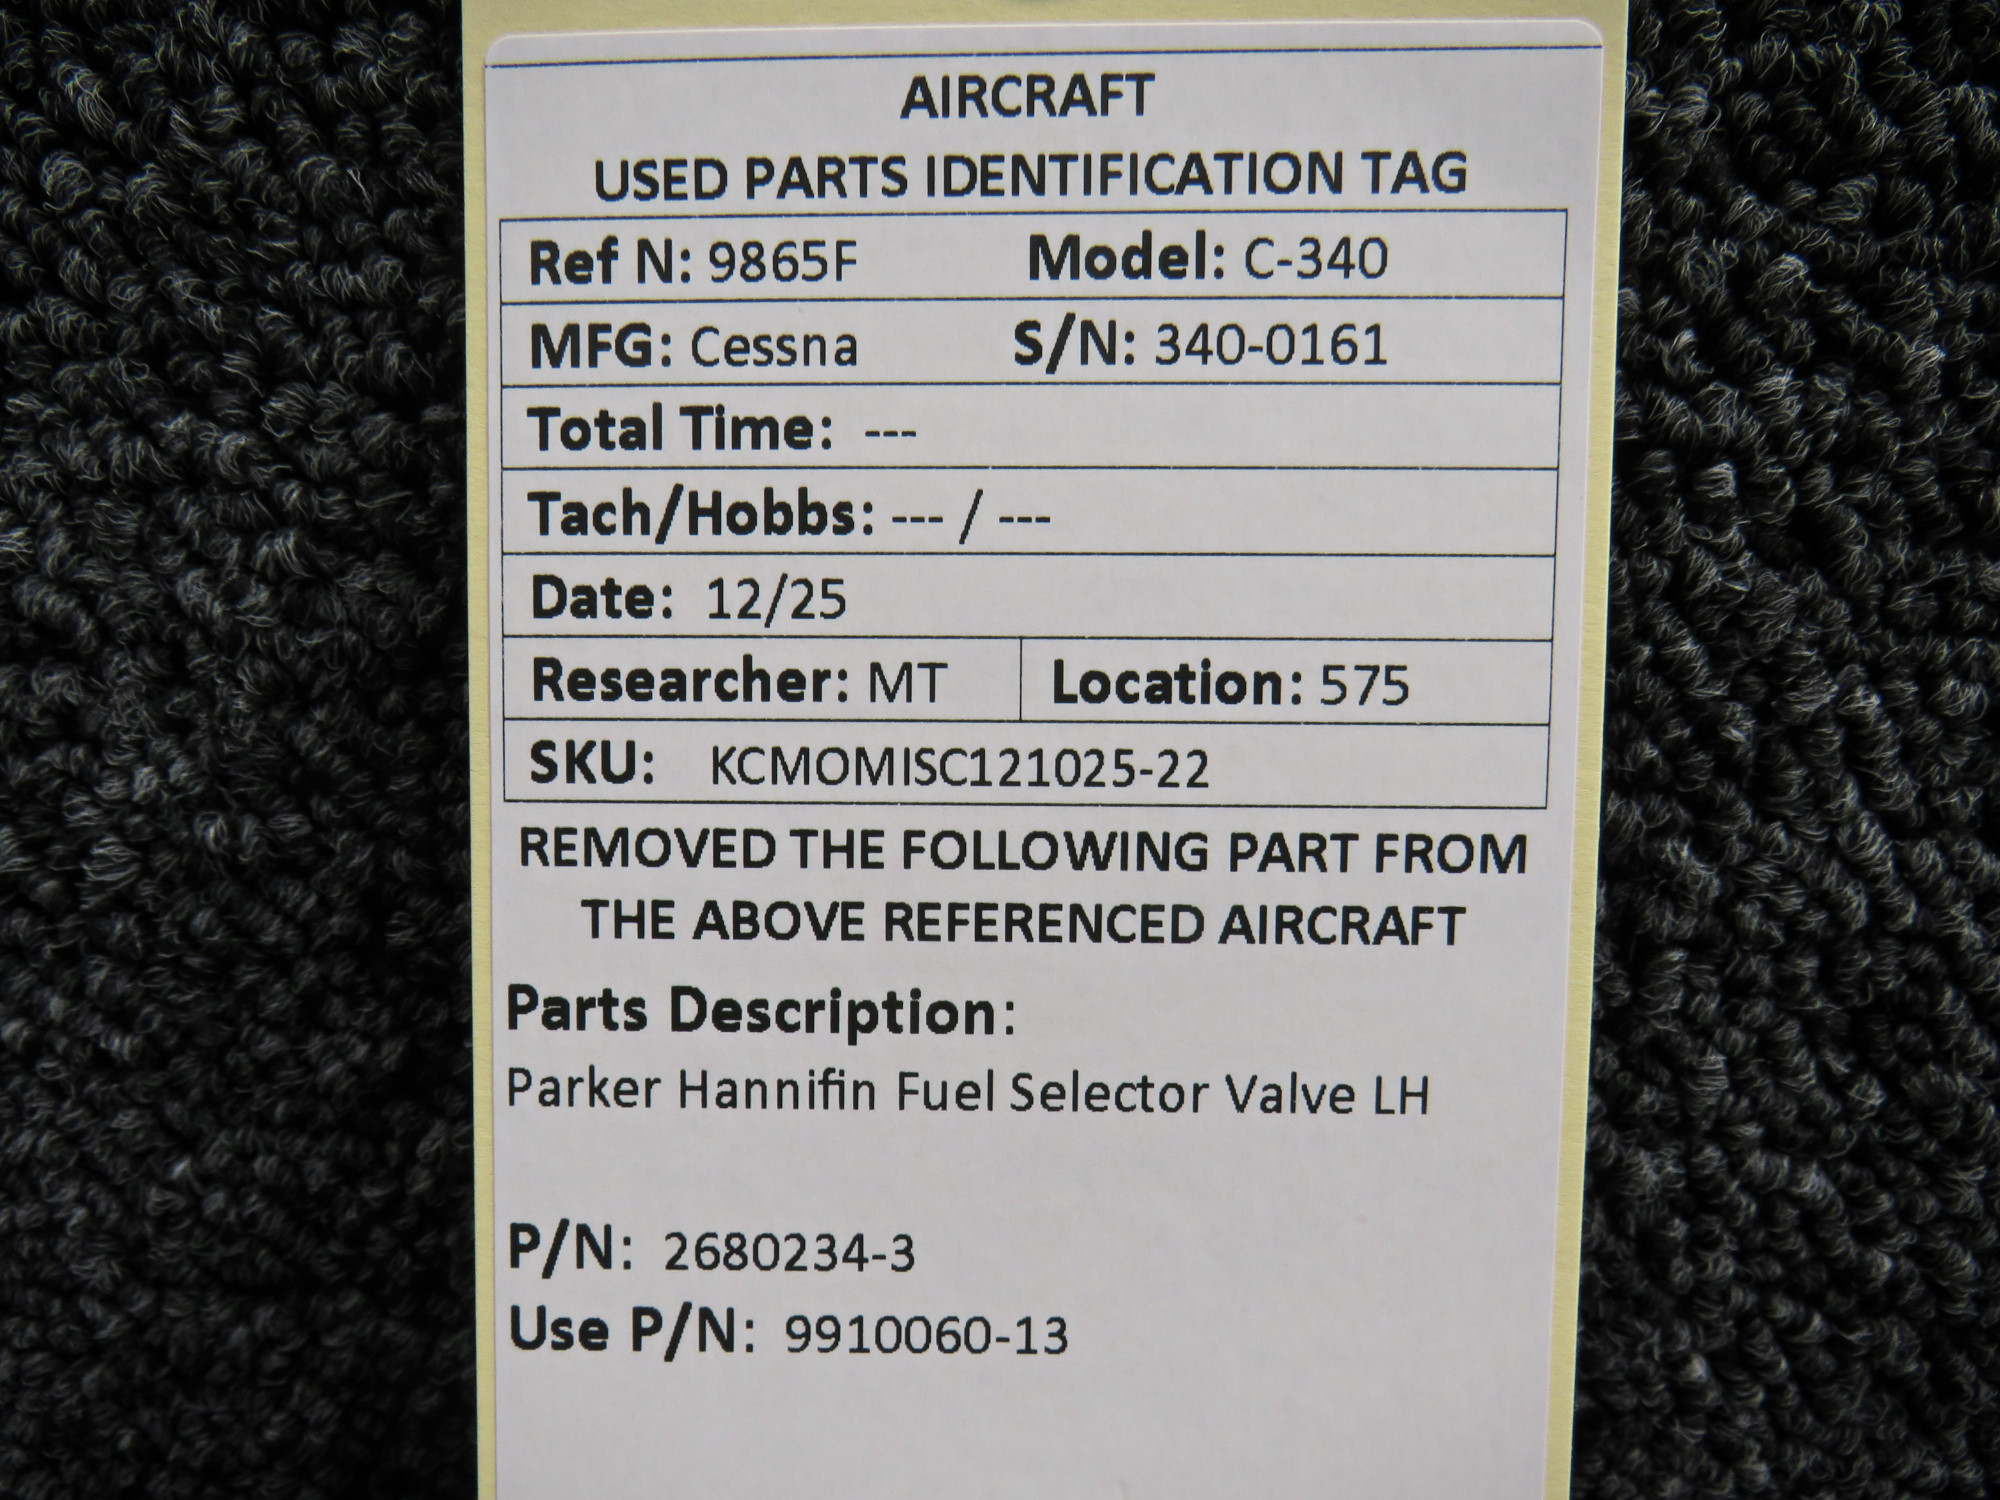 AIRCRAFT
USED PARTS IDENTIFICATION TAG
Ref N: 9865F Model: C-340
MFG: Cessna S/N: 340-0161
Total Time: ---
Tach/Hobbs: --- / ---
Date: 12/25
Researcher: MT Location: 575
SKU: KCMOMISC121025-22
REMOVED THE FOLLOWING PART FROM
THE ABOVE REFERENCED AIRCRAFT
Parts Description:
Parker Hannifin Fuel Selector Valve LH
P/N: 2680234-3
Use P/N: 9910060-13